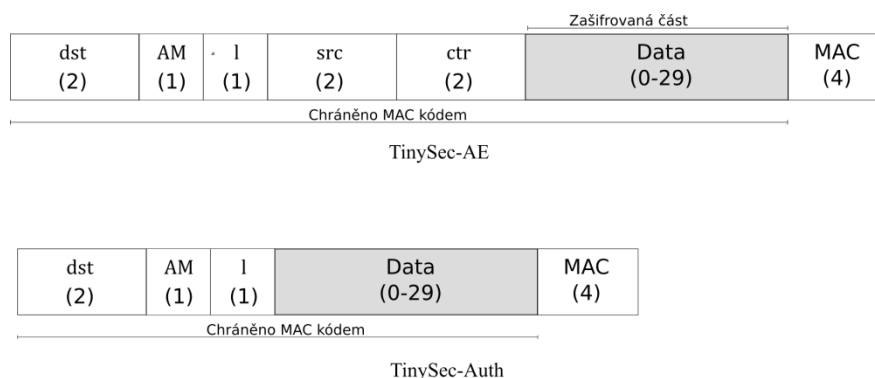 Zašifrovaná část
dst AM l src ctr Data MAC
(2) (1) (1) (2) (2) (0-29) (4)
Chráněno MAC kódem
TinySec-AE
dst AM l Data MAC
(2) (1) (1) (0-29) (4)
Chráněno MAC kódem
TinySec-Auth